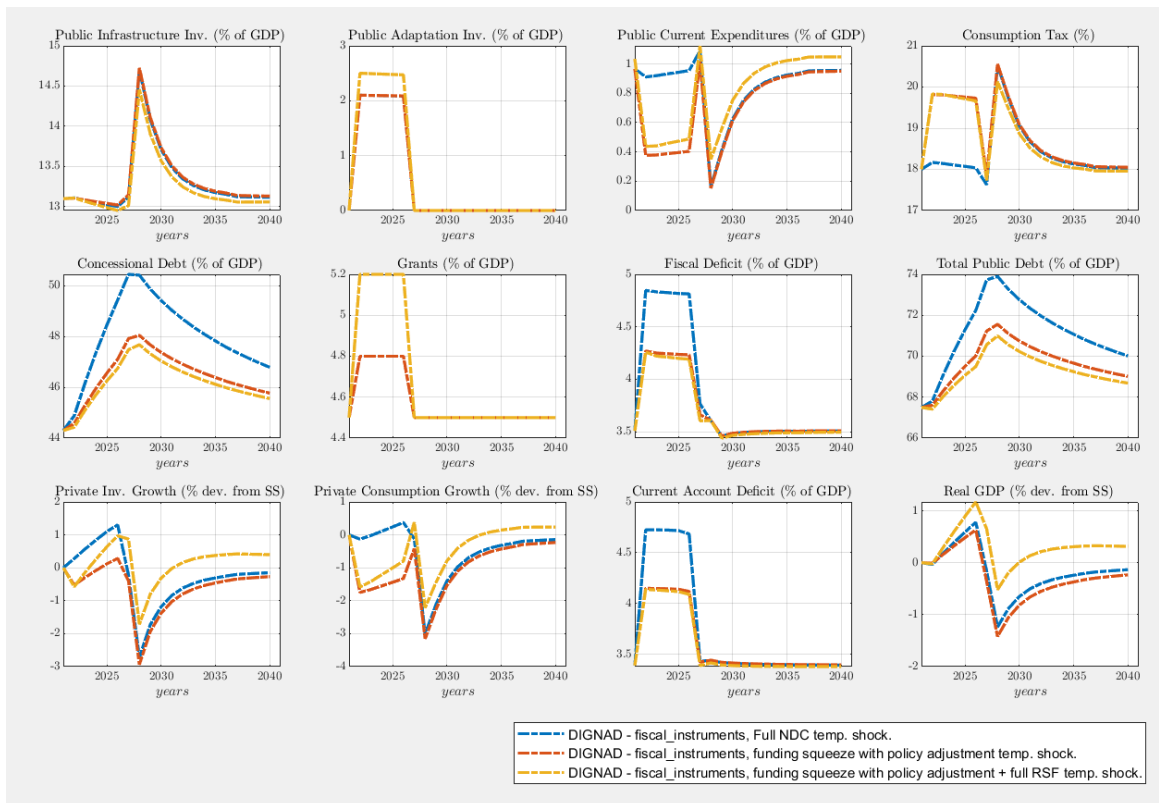 Public Infrastructure Inv. (% of GDP)
15
14.5
14
13.5
13
2025 2030 2035 2040
years
Public Adaptation Inv. (% of GDP)
3
2
1
0
2025 2030 2035 2040
years
Public Current Expenditures (% of GDP)
1
0.8
0.6
0.4
0.2
0
2025 2030 2035 2040
years
Consumption Tax (%)
21
20
19
18
17
2025 2030 2035 2040
years
Concessional Debt (% of GDP)
50
48
46
44
2025 2030 2035 2040
years
Grants (% of GDP)
5.2
5
4.8
4.6
4.4
2025 2030 2035 2040
years
Fiscal Deficit (% of GDP)
5
4.5
4
3.5
2025 2030 2035 2040
years
Total Public Debt (% of GDP)
74
72
70
68
66
2025 2030 2035 2040
years
Private Inv. Growth (% dev. from SS)
2
1
0
-1
-2
-3
2025 2030 2035 2040
years
Private Consumption Growth (% dev. from SS)
1
0
-1
-2
-3
-4
2025 2030 2035 2040
years
Current Account Deficit (% of GDP)
5
4.5
4
3.5
2025 2030 2035 2040
years
Real GDP (% dev. from SS)
1
0
-1
-2
2025 2030 2035 2040
years
DIGNAD - fiscal_instruments, Full NDC temp. shock.
DIGNAD - fiscal_instruments, funding squeeze with policy adjustment temp. shock.
DIGNAD - fiscal_instruments, funding squeeze with policy adjustment + full RSF temp. shock.